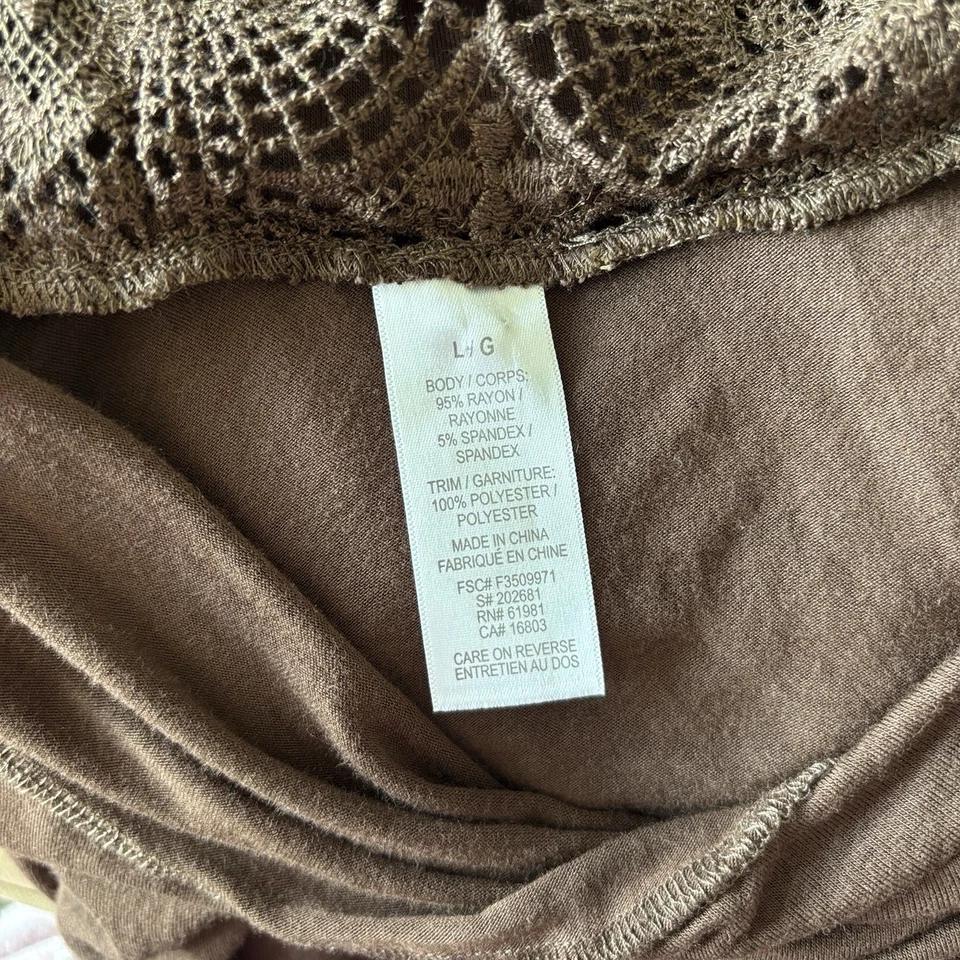 L / G
BODY / CORPS:
95% RAYON /
RAYONNE
5% SPANDEX /
SPANDEX
TRIM / GARNITURE:
100% POLYESTER /
POLYESTER
MADE IN CHINA
FABRIQUÉ EN CHINE
FSC# F3509971
S# 202681
RN# 61981
CA# 16803
CARE ON REVERSE
ENTRETIEN AU DOS